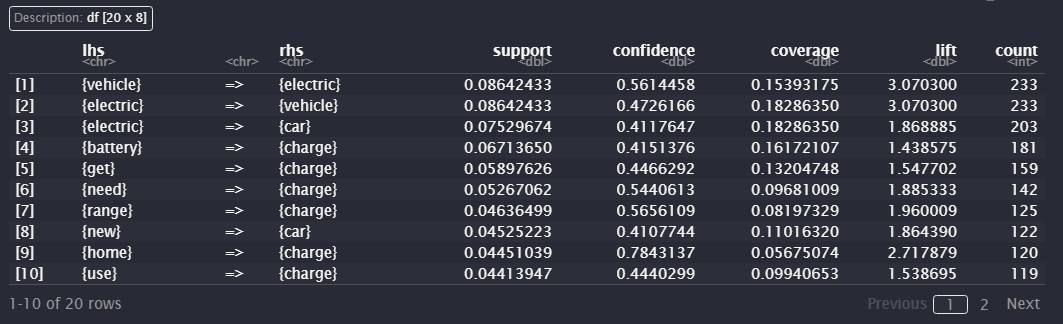 Description: df [20 x 8]
lhs rhs support confidence coverage lift count
<chr> <chr> <chr> <dbl> <dbl> <dbl> <dbl> <int>
[1] {vehicle} => {electric} 0.08642433 0.5614458 0.15393175 3.070300 233
[2] {electric} => {vehicle} 0.08642433 0.4726166 0.18286350 3.070300 233
[3] {electric} => {car} 0.07529674 0.4117647 0.18286350 1.868885 203
[4] {battery} => {charge} 0.06713650 0.4151376 0.16172107 1.438575 181
[5] {get} => {charge} 0.05897626 0.4466292 0.13204748 1.547702 159
[6] {need} => {charge} 0.05267062 0.5440613 0.09681009 1.885333 142
[7] {range} => {charge} 0.04636499 0.5656109 0.08197329 1.960009 125
[8] {new} => {car} 0.04525223 0.4107744 0.11016320 1.864390 122
[9] {home} => {charge} 0.04451039 0.7843137 0.05675074 2.717879 120
[10] {use} => {charge} 0.04413947 0.4440299 0.09940653 1.538695 119
1-10 of 20 rows Previous 1 2 Next